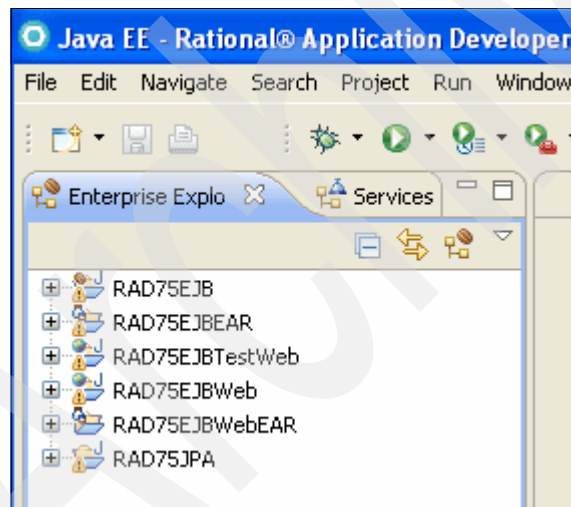 Java EE - Rational® Application Developer
File Edit Navigate Search Project Run Window
Enterprise Explo Services
RAD75EJB
RAD75EJBEAR
RAD75EJBTestWeb
RAD75EJBWeb
RAD75EJBWebEAR
RAD75JPA